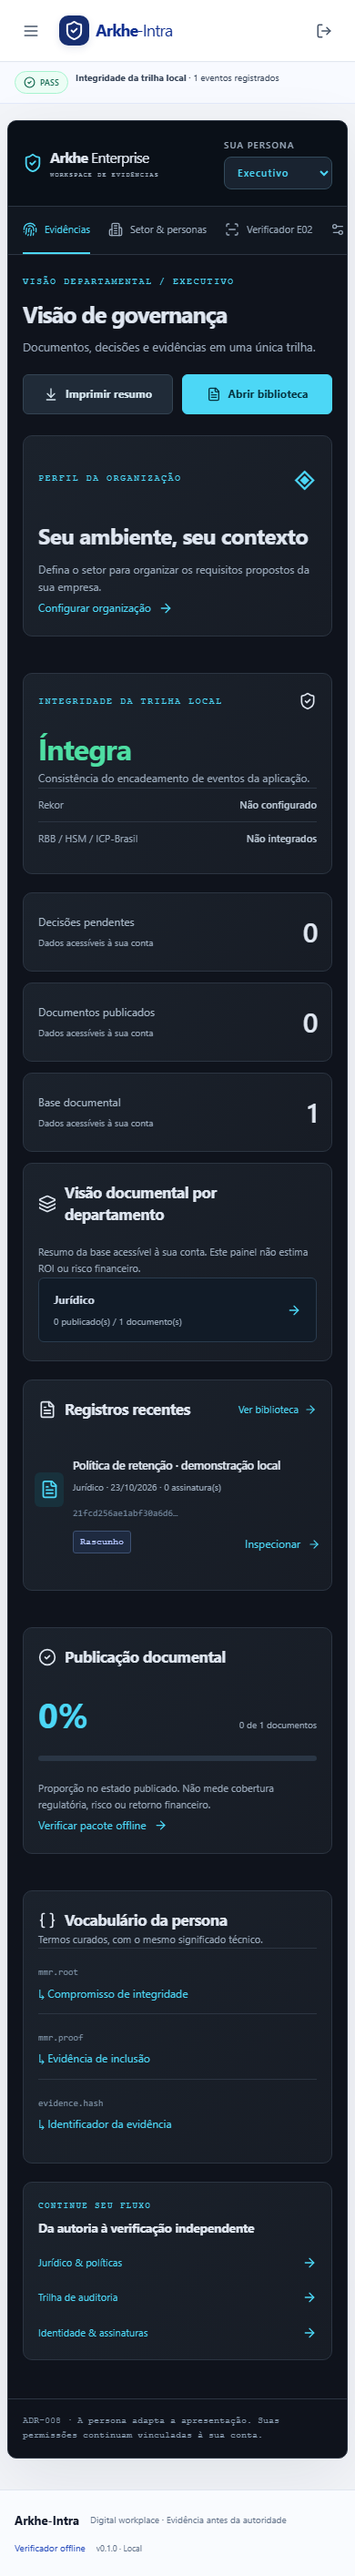 Arkhe-Intra
PASS
Integridade da trilha local · 1 eventos registrados
Arkhe Enterprise
WORKSPACE DE EVIDÊNCIAS
SUA PERSONA
Executivo
Evidências
Setor & personas
Verificador E02
VISÃO DEPARTAMENTAL / EXECUTIVO
Visão de governança
Documentos, decisões e evidências em uma única trilha.
Imprimir resumo
Abrir biblioteca
PERFIL DA ORGANIZAÇÃO
Seu ambiente, seu contexto
Defina o setor para organizar os requisitos propostos da
sua empresa.
Configurar organização
INTEGRIDADE DA TRILHA LOCAL
Íntegra
Consistência do encadeamento de eventos da aplicação.
Rekor
Não configurado
RBB / HSM / ICP-Brasil
Não integrados
Decisões pendentes
Dados acessíveis à sua conta
0
Documentos publicados
Dados acessíveis à sua conta
0
Base documental
Dados acessíveis à sua conta
1
Visão documental por
departamento
Resumo da base acessível à sua conta. Este painel não estima
ROI ou risco financeiro.
Jurídico
0 publicado(s) / 1 documento(s)
Registros recentes
Ver biblioteca
Política de retenção · demonstração local
Jurídico · 23/10/2026 · 0 assinatura(s)
21fcd256ae1abf30a6d6…
Rascunho
Inspecionar
Publicação documental
0%
0 de 1 documentos
Proporção no estado publicado. Não mede cobertura
regulatória, risco ou retorno financeiro.
Verificar pacote offline
Vocabulário da persona
Termos curados, com o mesmo significado técnico.
mmr.root
↳ Compromisso de integridade
mmr.proof
↳ Evidência de inclusão
evidence.hash
↳ Identificador da evidência
CONTINUE SEU FLUXO
Da autoria à verificação independente
Jurídico & políticas
Trilha de auditoria
Identidade & assinaturas
ADR-008 · A persona adapta a apresentação. Suas
permissões continuam vinculadas à sua conta.
Arkhe-Intra
Digital workplace · Evidência antes da autoridade
Verificador offline
v0.1.0 · Local